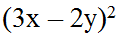 (3x – 2y)²